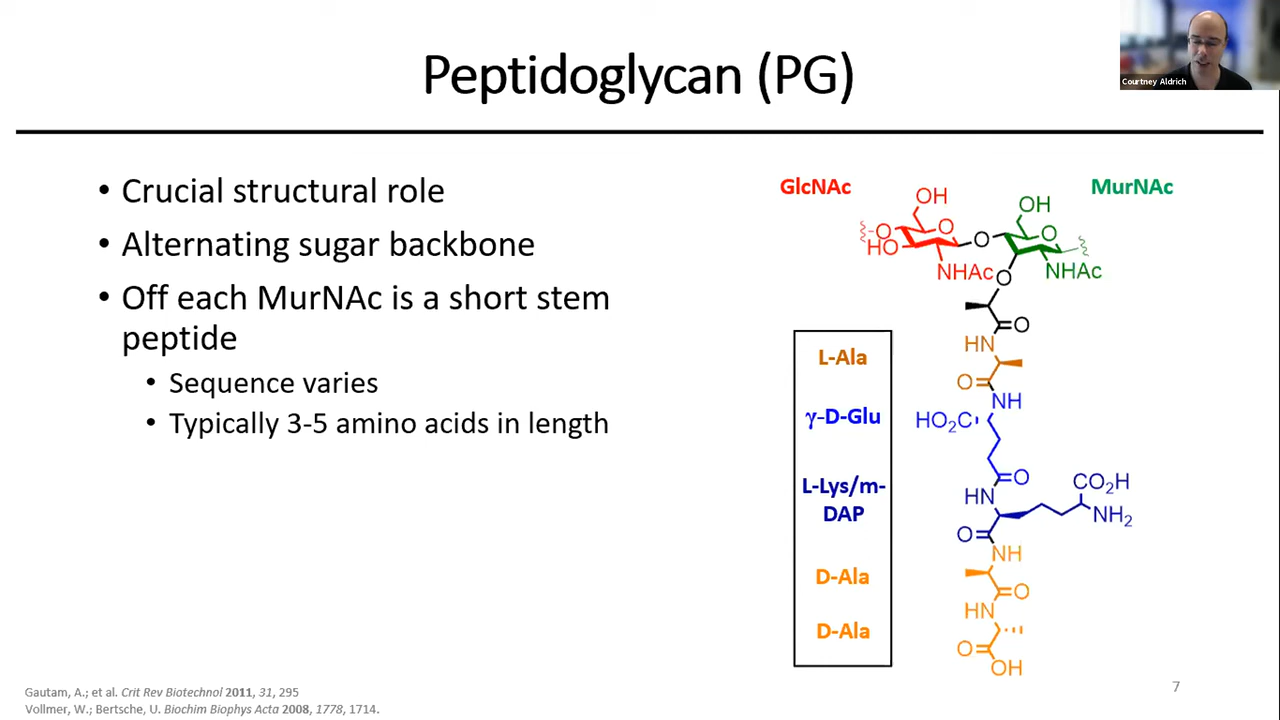 Peptidoglycan (PG)
Courtney Aldrich
• Crucial structural role
• Alternating sugar backbone
• Off each MurNAc is a short stem
peptide
• Sequence varies
• Typically 3-5 amino acids in length
GlcNAc
MurNAc
OH
OH
O
O
O
HO
O
NHAc
O
NHAc
O
HN
O
NH
HO₂C
O
HN
CO₂H
NH₂
O
NH
O
HN
O
OH
L-Ala
γ-D-Glu
L-Lys/m-
DAP
D-Ala
D-Ala
Gautam, A.; et al. Crit Rev Biotechnol 2011, 31, 295
Vollmer, W.; Bertsche, U. Biochim Biophys Acta 2008, 1778, 1714.
7